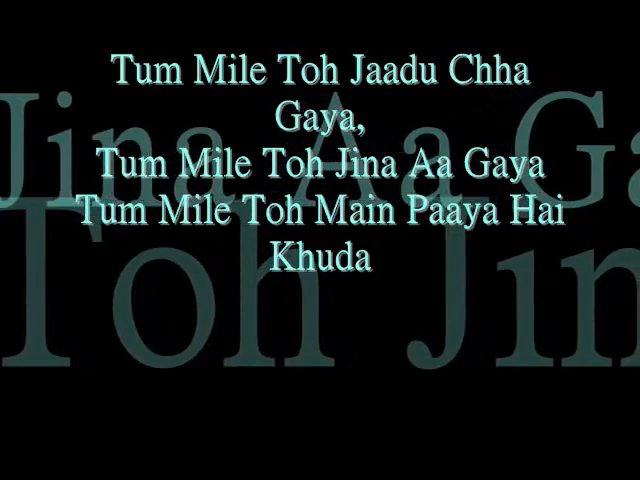 Tum Mile Toh Jaadu Chha
Gaya,
Tum Mile Toh Jina Aa Gaya
Tum Mile Toh Main Paaya Hai
Khuda
Jina Aa Ga
Toh Jin